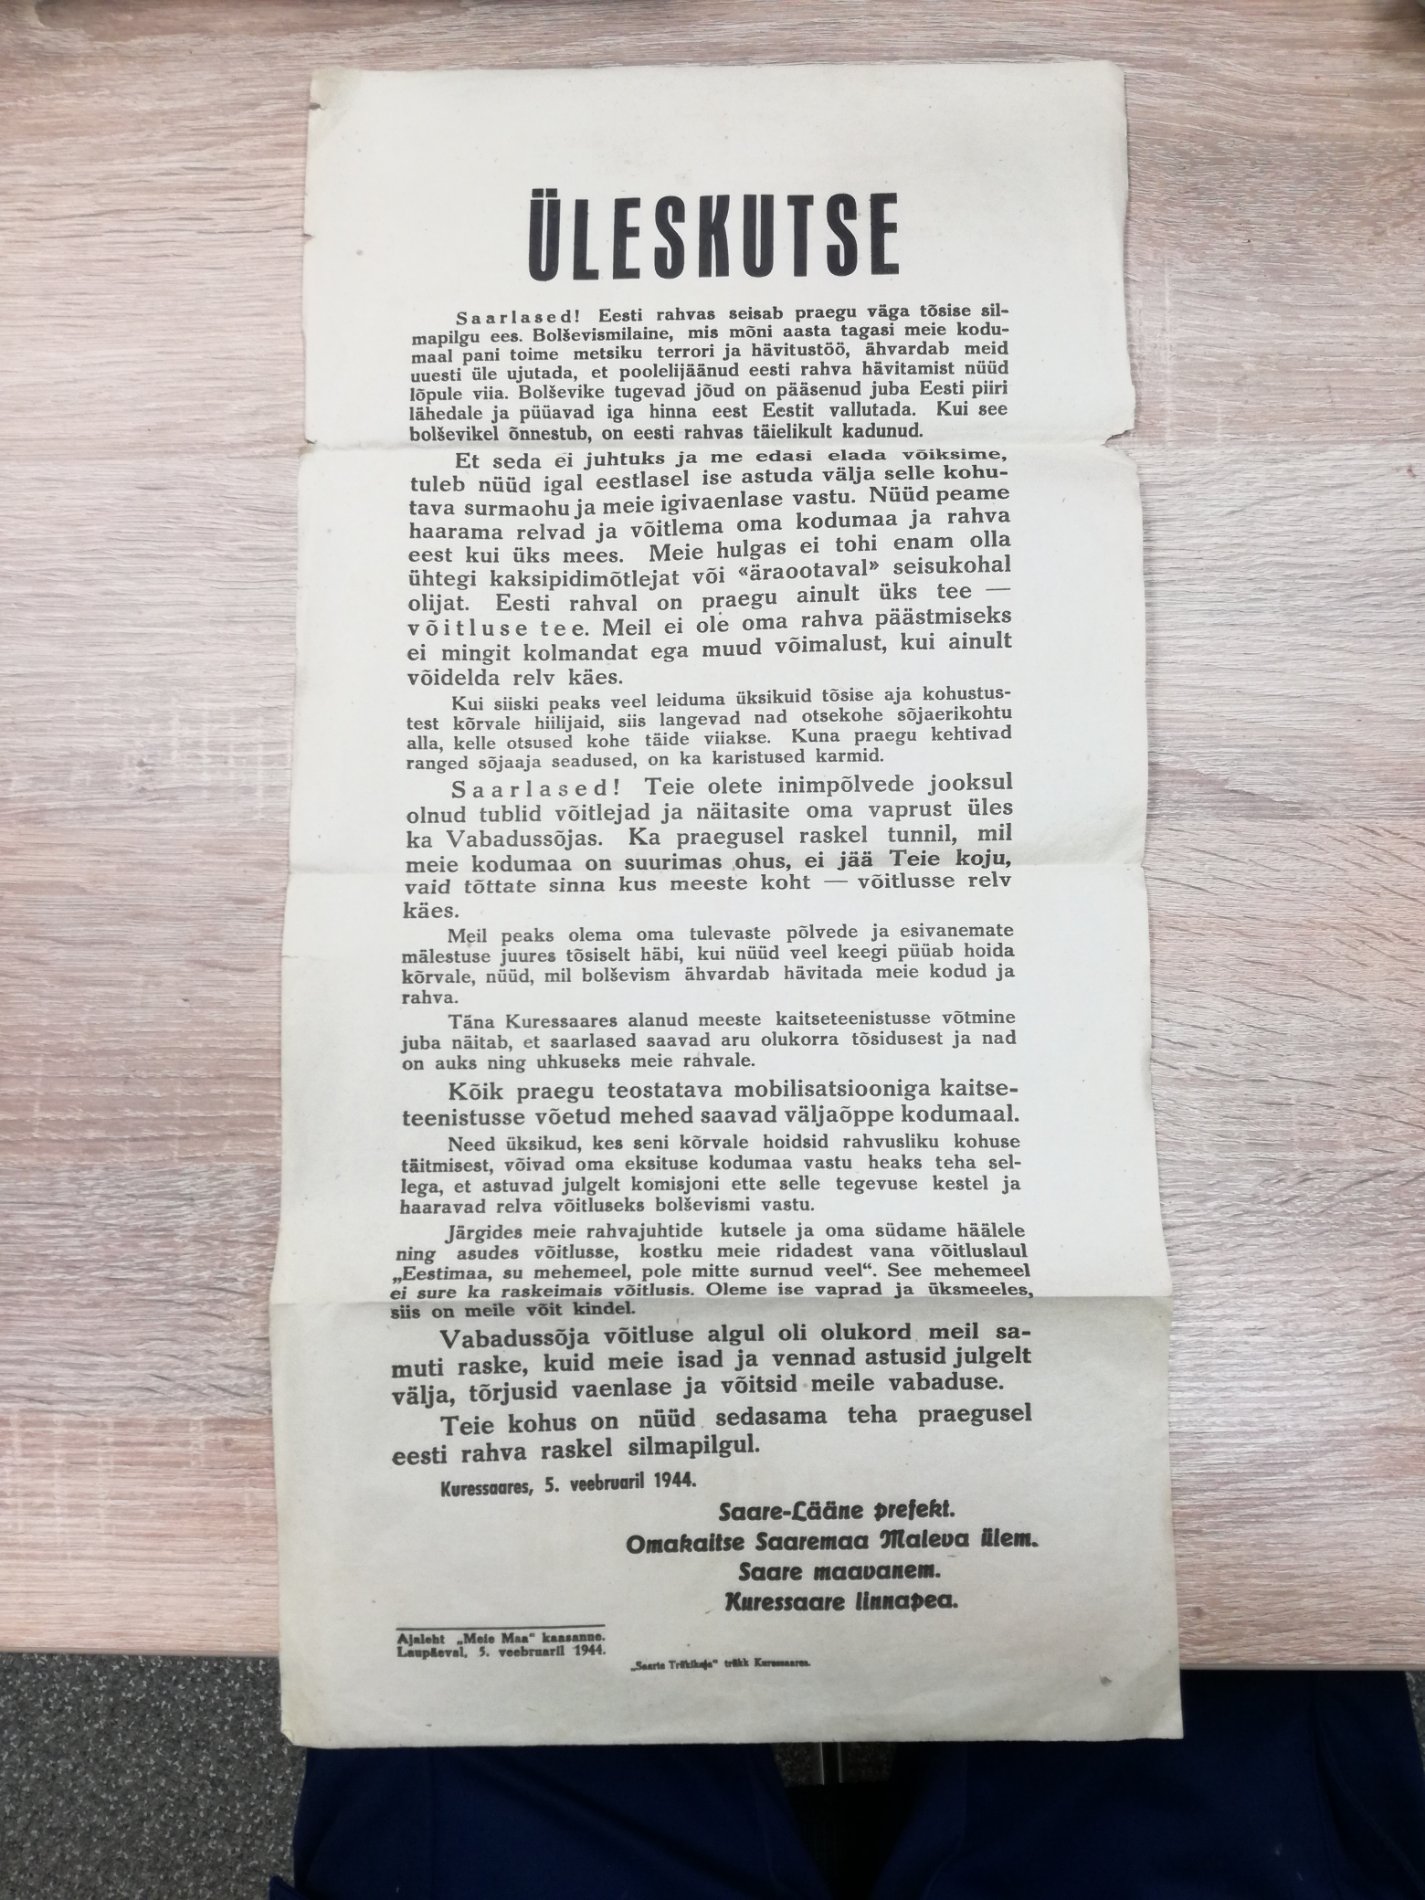 ÜLESKUTSE
Saarlased! Eesti rahvas seisab praegu väga tõsise sil-
mapilgu ees. Bolševismilaine, mis mõni aasta tagasi meie kodu-
maal pani toime metsiku terrori ja hävitustöö, ähvardab meid
uuesti üle ujutada, et poolelijäänud eesti rahva hävitamist nüüd
lõpule viia. Bolševike tugevad jõud on pääsenud juba Eesti piiri
lähedale ja püüavad iga hinna eest Eestit vallutada. Kui see
bolševikel õnnestub, on eesti rahvas täielikult kadunud.
Et seda ei juhtuks ja me edasi elada võiksime,
tuleb nüüd igal eestlasel ise astuda välja selle kohu-
tava surmaohu ja meie igivaenlase vastu. Nüüd peame
haarama relvad ja võitlema oma kodumaa ja rahva
eest kui üks mees. Meie hulgas ei tohi enam olla
ühtegi kaksipidimõtlejat või «äraootaval» seisukohal
olijat. Eesti rahval on praegu ainult üks tee —
võitluse tee. Meil ei ole oma rahva päästmiseks
ei mingit kolmandat ega muud võimalust, kui ainult
võidelda relv käes.
Kui siiski peaks veel leiduma üksikuid tõsise aja kohustus-
test kõrvale hiilijaid, siis langevad nad otsekohe sõjaerikohtu
alla, kelle otsused kohe täide viiakse. Kuna praegu kehtivad
ranged sõjaaja seadused, on ka karistused karmid.
Saarlased! Teie olete inimpõlvede jooksul
olnud tublid võitlejad ja näitasite oma vaprust üles
ka Vabadussõjas. Ka praegusel raskel tunnil, mil
meie kodumaa on suurimas ohus, ei jää Teie koju,
vaid tõttate sinna kus meeste koht — võitlusse relv
käes.
Meil peaks olema oma tulevaste põlvede ja esivanemate
mälestuse juures tõsiselt häbi, kui nüüd veel keegi püüab hoida
kõrvale, nüüd, mil bolševism ähvardab hävitada meie kodud ja
rahva.
Täna Kuressaares alanud meeste kaitseteenistusse võtmine
juba näitab, et saarlased saavad aru olukorra tõsidusest ja nad
on auks ning uhkuseks meie rahvale.
Kõik praegu teostatava mobilisatsiooniga kaitse-
teenistusse võetud mehed saavad väljaõppe kodumaal.
Need üksikud, kes seni kõrvale hoidsid rahvusliku kohuse
täitmisest, võivad oma eksituse kodumaa vastu heaks teha sel-
lega, et astuvad julgelt komisjoni ette selle tegevuse kestel ja
haaravad relva võitluseks bolševismi vastu.
Järgides meie rahvajuhtide kutsele ja oma südame häälele
ning asudes võitlusse, kostku meie ridadest vana võitluslaul
„Eestimaa, su mehemeel, pole mitte surnud veel“. See mehemeel
ei sure ka raskeimais võitlusis. Oleme ise vaprad ja üksmeeles,
siis on meile võit kindel.
Vabadussõja võitluse algul oli olukord meil sa-
muti raske, kuid meie isad ja vennad astusid julgelt
välja, tõrjusid vaenlase ja võitsid meile vabaduse.
Teie kohus on nüüd sedasama teha praegusel
eesti rahva raskel silmapilgul.
Kuressaares, 5. veebruaril 1944.
Saare-Lääne prefekt.
Omakaitse Saaremaa Maleva ülem.
Saare maavanem.
Kuressaare linnapea.
Ajaleht „Meie Maa“ kaasanne.
Laupäeval, 5. veebruaril 1944.
„Saarte Trükikoja“ trükk Kuressaares.